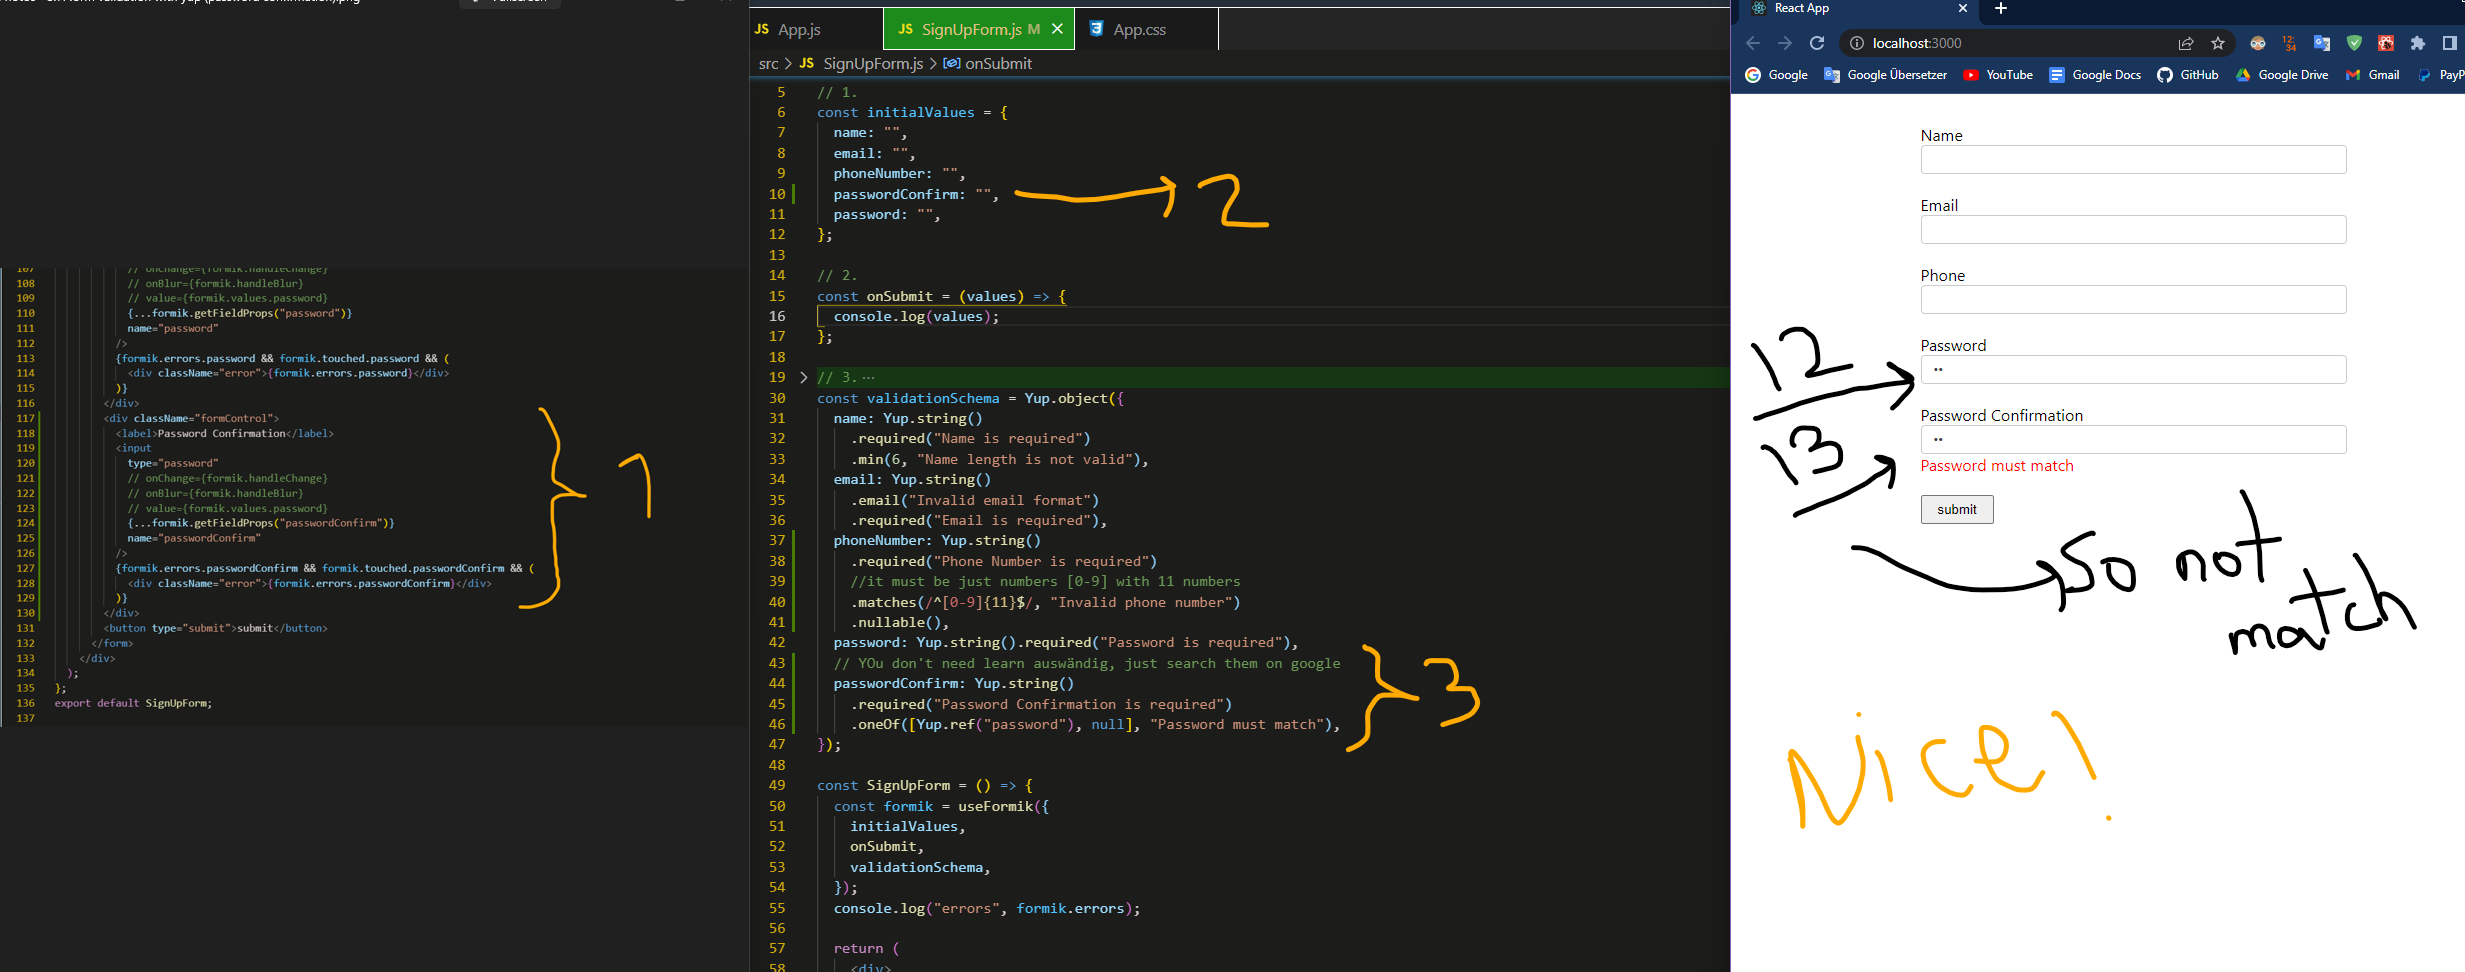 JS App.js
JS SignUpForm.js M ×
App.css
src > JS SignUpForm.js > onSubmit
107 // onChange={formik.handleChange}
108 // onBlur={formik.handleBlur}
109 // value={formik.values.password}
110 {...formik.getFieldProps("password")}
111 name="password"
112 />
113 {formik.errors.password && formik.touched.password && (
114 <div className="error">{formik.errors.password}</div>
115 )}
116 </div>
117 <div className="formControl">
118 <label>Password Confirmation</label>
119 <input
120 type="password"
121 // onChange={formik.handleChange}
122 // onBlur={formik.handleBlur}
123 // value={formik.values.password}
124 {...formik.getFieldProps("passwordConfirm")}
125 name="passwordConfirm"
126 />
127 {formik.errors.passwordConfirm && formik.touched.passwordConfirm && (
128 <div className="error">{formik.errors.passwordConfirm}</div>
129 )}
130 </div>
131 <button type="submit">submit</button>
132 </form>
133 </div>
134 );
135 };
136 export default SignUpForm;
137
1
5 // 1.
6 const initialValues = {
7 name: "",
8 email: "",
9 phoneNumber: "",
10 passwordConfirm: "",
11 password: "",
12 };
13
14 // 2.
15 const onSubmit = (values) => {
16 console.log(values);
17 };
18
19 // 3. ···
30 const validationSchema = Yup.object({
31 name: Yup.string()
32 .required("Name is required")
33 .min(6, "Name length is not valid"),
34 email: Yup.string()
35 .email("Invalid email format")
36 .required("Email is required"),
37 phoneNumber: Yup.string()
38 .required("Phone Number is required")
39 //it must be just numbers [0-9] with 11 numbers
40 .matches(/^[0-9]{11}$/, "Invalid phone number")
41 .nullable(),
42 password: Yup.string().required("Password is required"),
43 // YOu don't need learn auswändig, just search them on google
44 passwordConfirm: Yup.string()
45 .required("Password Confirmation is required")
46 .oneOf([Yup.ref("password"), null], "Password must match"),
47 });
48
49 const SignUpForm = () => {
50 const formik = useFormik({
51 initialValues,
52 onSubmit,
53 validationSchema,
54 });
55 console.log("errors", formik.errors);
56
57 return (
58 <div>
2
3
React App
localhost:3000
12:
34
Google
Google Übersetzer
YouTube
Google Docs
GitHub
Google Drive
Gmail
PayP
Name
Email
Phone
Password
••
Password Confirmation
••
Password must match
submit
12
13
So not
match
Nice!